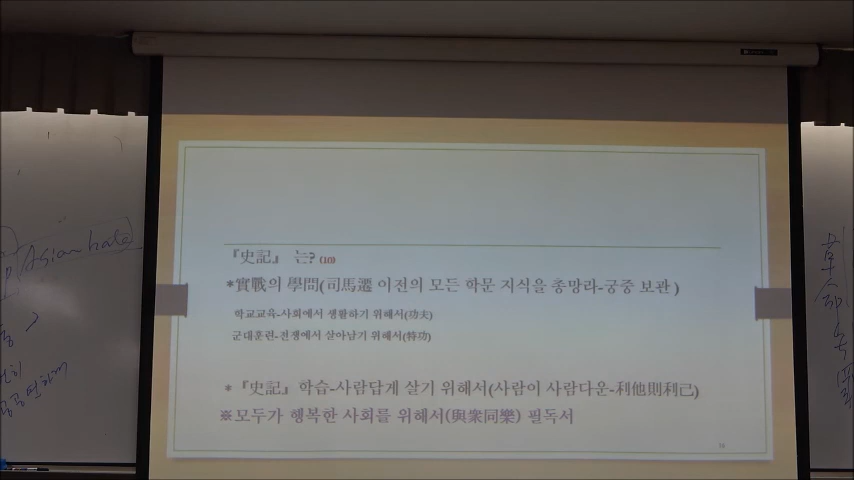 Asian hate
『史記』 는? (10)
*實戰의 學問(司馬遷 이전의 모든 학문 지식을 총망라-궁중 보관)
학교교육-사회에서 생활하기 위해서(功夫)
군대훈련-전쟁에서 살아남기 위해서(特功)
*『史記』 학습-사람답게 살기 위해서(사람이 사람다운-利他則利己)
※모두가 행복한 사회를 위해서(與衆同樂) 필독서